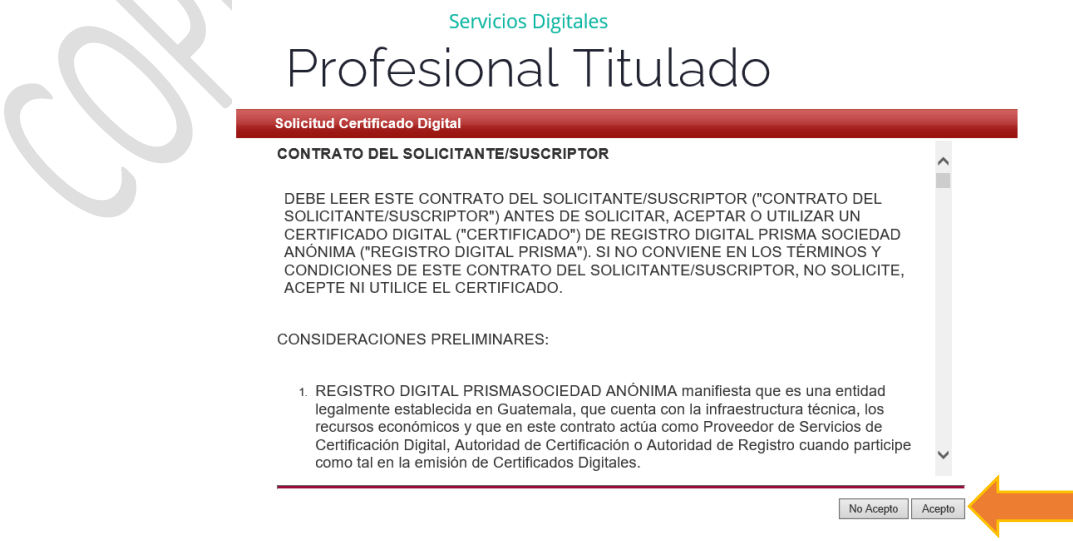 Servicios Digitales
Profesional Titulado
Solicitud Certificado Digital
CONTRATO DEL SOLICITANTE/SUSCRIPTOR
DEBE LEER ESTE CONTRATO DEL SOLICITANTE/SUSCRIPTOR ("CONTRATO DEL
SOLICITANTE/SUSCRIPTOR") ANTES DE SOLICITAR, ACEPTAR O UTILIZAR UN
CERTIFICADO DIGITAL ("CERTIFICADO") DE REGISTRO DIGITAL PRISMA SOCIEDAD
ANÓNIMA ("REGISTRO DIGITAL PRISMA"). SI NO CONVIENE EN LOS TÉRMINOS Y
CONDICIONES DE ESTE CONTRATO DEL SOLICITANTE/SUSCRIPTOR, NO SOLICITE,
ACEPTE NI UTILICE EL CERTIFICADO.
CONSIDERACIONES PRELIMINARES:
1. REGISTRO DIGITAL PRISMASOCIEDAD ANÓNIMA manifiesta que es una entidad
legalmente establecida en Guatemala, que cuenta con la infraestructura técnica, los
recursos económicos y que en este contrato actúa como Proveedor de Servicios de
Certificación Digital, Autoridad de Certificación o Autoridad de Registro cuando participe
como tal en la emisión de Certificados Digitales.
No Acepto Acepto